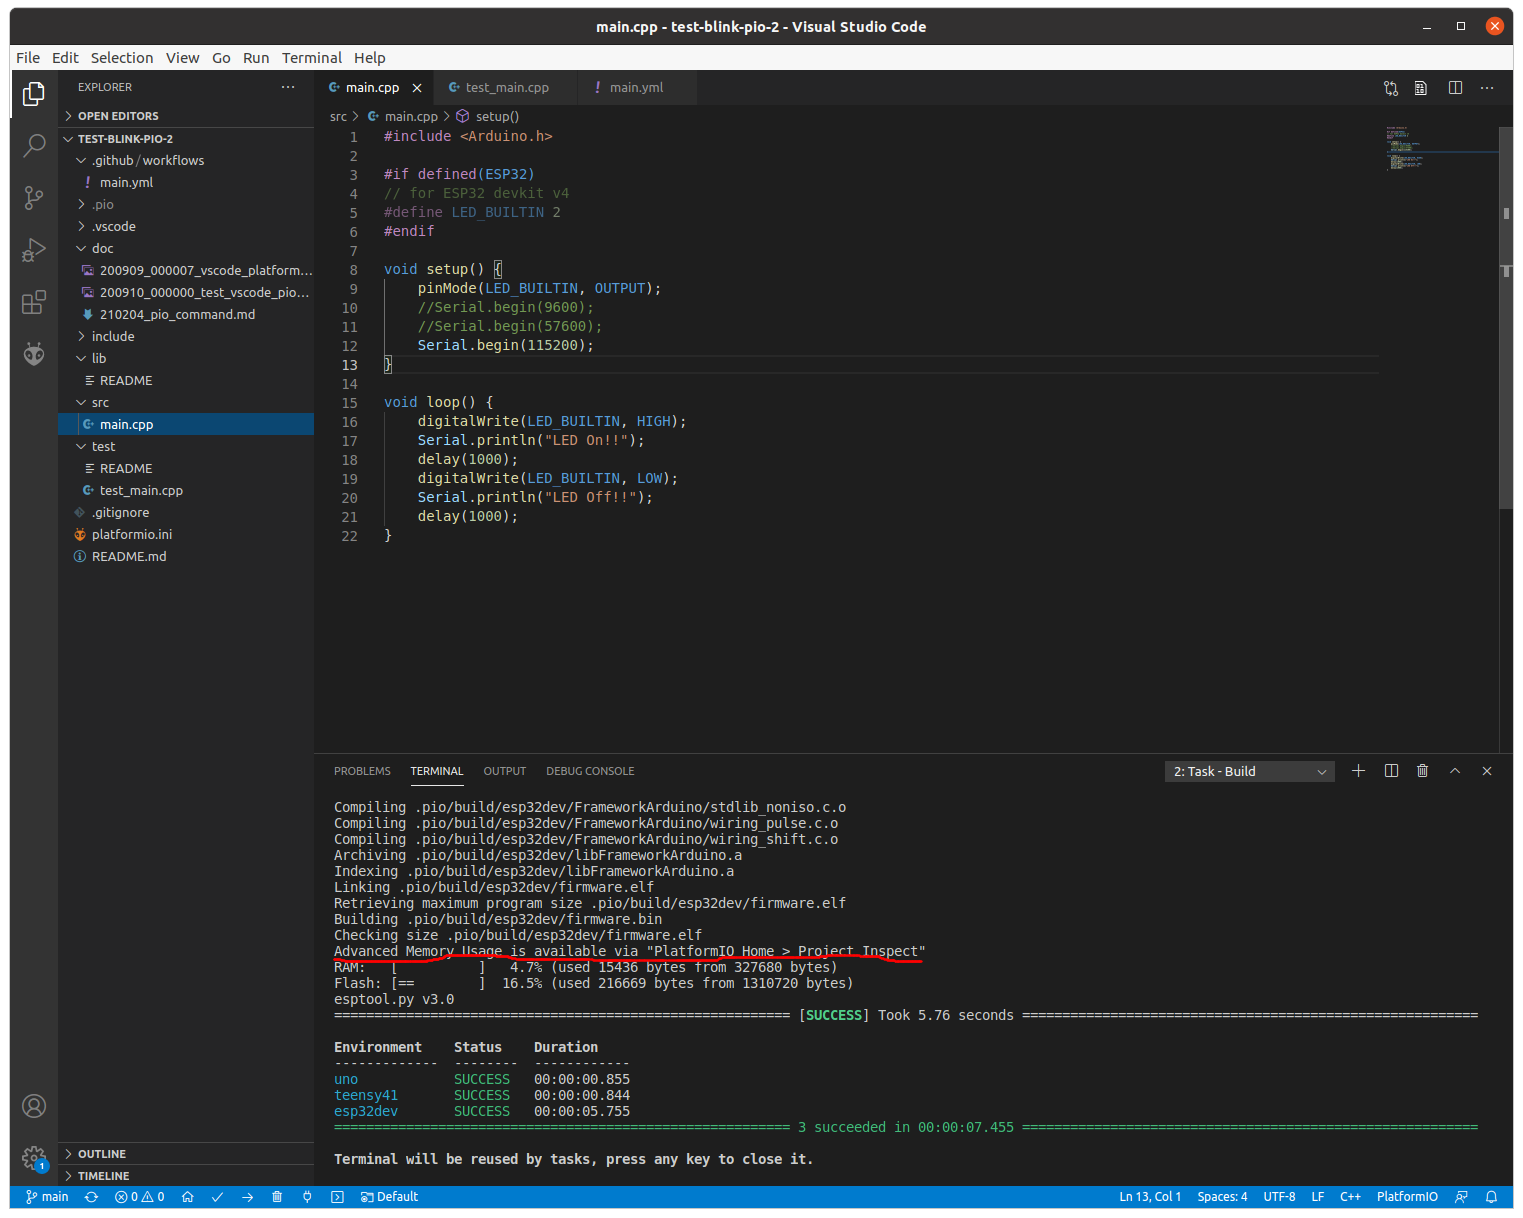 main.cpp - test-blink-pio-2 - Visual Studio Code
File Edit Selection View Go Run Terminal Help
EXPLORER
OPEN EDITORS
TEST-BLINK-PIO-2
.github/workflows
! main.yml
.pio
.vscode
doc
200909_000007_vscode_platform...
200910_000000_test_vscode_pio...
210204_pio_command.md
include
lib
README
src
main.cpp
test
README
test_main.cpp
.gitignore
platformio.ini
README.md
OUTLINE
TIMELINE
main.cpp test_main.cpp ! main.yml
src > main.cpp > setup()
1 #include <Arduino.h>
2
3 #if defined(ESP32)
4 // for ESP32 devkit v4
5 #define LED_BUILTIN 2
6 #endif
7
8 void setup() {
9 pinMode(LED_BUILTIN, OUTPUT);
10 //Serial.begin(9600);
11 //Serial.begin(57600);
12 Serial.begin(115200);
13 }
14
15 void loop() {
16 digitalWrite(LED_BUILTIN, HIGH);
17 Serial.println("LED On!!");
18 delay(1000);
19 digitalWrite(LED_BUILTIN, LOW);
20 Serial.println("LED Off!!");
21 delay(1000);
22 }
PROBLEMS TERMINAL OUTPUT DEBUG CONSOLE 2: Task - Build
Compiling .pio/build/esp32dev/FrameworkArduino/stdlib_noniso.c.o
Compiling .pio/build/esp32dev/FrameworkArduino/wiring_pulse.c.o
Compiling .pio/build/esp32dev/FrameworkArduino/wiring_shift.c.o
Archiving .pio/build/esp32dev/libFrameworkArduino.a
Indexing .pio/build/esp32dev/libFrameworkArduino.a
Linking .pio/build/esp32dev/firmware.elf
Retrieving maximum program size .pio/build/esp32dev/firmware.elf
Building .pio/build/esp32dev/firmware.bin
Checking size .pio/build/esp32dev/firmware.elf
Advanced Memory Usage is available via "PlatformIO Home > Project Inspect"
RAM: [ ] 4.7% (used 15436 bytes from 327680 bytes)
Flash: [== ] 16.5% (used 216669 bytes from 1310720 bytes)
esptool.py v3.0
========================================================= [SUCCESS] Took 5.76 seconds =========================================================
Environment Status Duration
------------- -------- ------------
uno SUCCESS 00:00:00.855
teensy41 SUCCESS 00:00:00.844
esp32dev SUCCESS 00:00:05.755
========================================================= 3 succeeded in 00:00:07.455 =========================================================
Terminal will be reused by tasks, press any key to close it.
1
main 0 0 Default Ln 13, Col 1 Spaces: 4 UTF-8 LF C++ PlatformIO